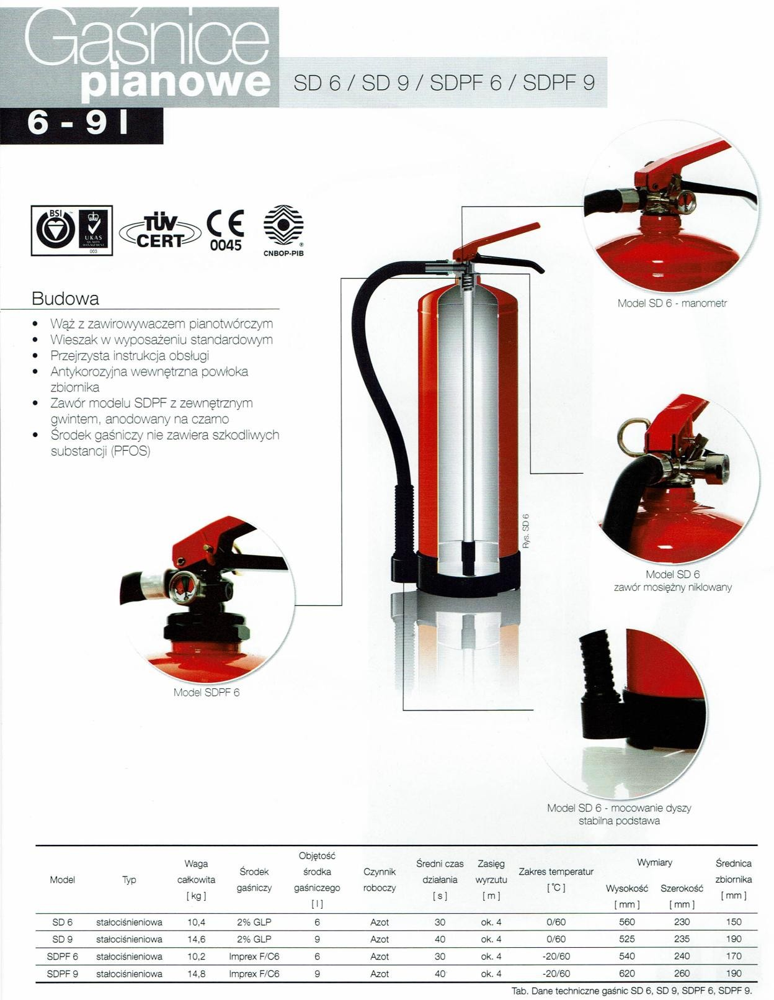 Gaśnice
pianowe
SD 6 / SD 9 / SDPF 6 / SDPF 9
6 - 9 l
BSI
UKAS
QUALITY
MANAGEMENT
003
TÜV
CERT
CE
0045
CNBOP-PIB
Budowa
• Wąż z zawirowywaczem pianotwórczym
• Wieszak w wyposażeniu standardowym
• Przejrzysta instrukcja obsługi
• Antykorozyjna wewnętrzna powłoka
zbiornika
• Zawór modelu SDPF z zewnętrznym
gwintem, anodowany na czarno
• Środek gaśniczy nie zawiera szkodliwych
substancji (PFOS)
Model SD 6 - manometr
Rys. SD 6
Model SD 6
zawór mosiężny niklowany
Model SDPF 6
Model SD 6 - mocowanie dyszy
stabilna podstawa
Model Typ Waga całkowita [ kg ] Środek gaśniczy Objętość środka gaśniczego [ l ] Czynnik roboczy Średni czas działania [ s ] Zasięg wyrzutu [ m ] Zakres temperatur [ °C ] Wymiary Wysokość [ mm ] Szerokość [ mm ] Średnica zbiornika [ mm ]
SD 6 stałociśnieniowa 10,4 2% GLP 6 Azot 30 ok. 4 0/60 560 230 150
SD 9 stałociśnieniowa 14,6 2% GLP 9 Azot 40 ok. 4 0/60 525 235 190
SDPF 6 stałociśnieniowa 10,2 Imprex F/C6 6 Azot 30 ok. 4 -20/60 540 240 170
SDPF 9 stałociśnieniowa 14,8 Imprex F/C6 9 Azot 40 ok. 4 -20/60 620 260 190
Tab. Dane techniczne gaśnic SD 6, SD 9, SDPF 6, SDPF 9.